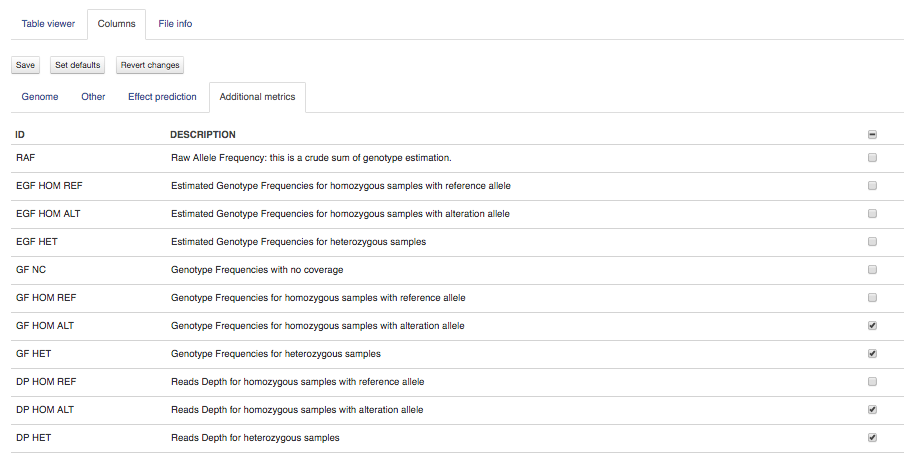 Table viewer Columns File info
Save Set defaults Revert changes
Genome Other Effect prediction Additional metrics
ID DESCRIPTION
RAF Raw Allele Frequency: this is a crude sum of genotype estimation.
EGF HOM REF Estimated Genotype Frequencies for homozygous samples with reference allele
EGF HOM ALT Estimated Genotype Frequencies for homozygous samples with alteration allele
EGF HET Estimated Genotype Frequencies for heterozygous samples
GF NC Genotype Frequencies with no coverage
GF HOM REF Genotype Frequencies for homozygous samples with reference allele
GF HOM ALT Genotype Frequencies for homozygous samples with alteration allele
GF HET Genotype Frequencies for heterozygous samples
DP HOM REF Reads Depth for homozygous samples with reference allele
DP HOM ALT Reads Depth for homozygous samples with alteration allele
DP HET Reads Depth for heterozygous samples